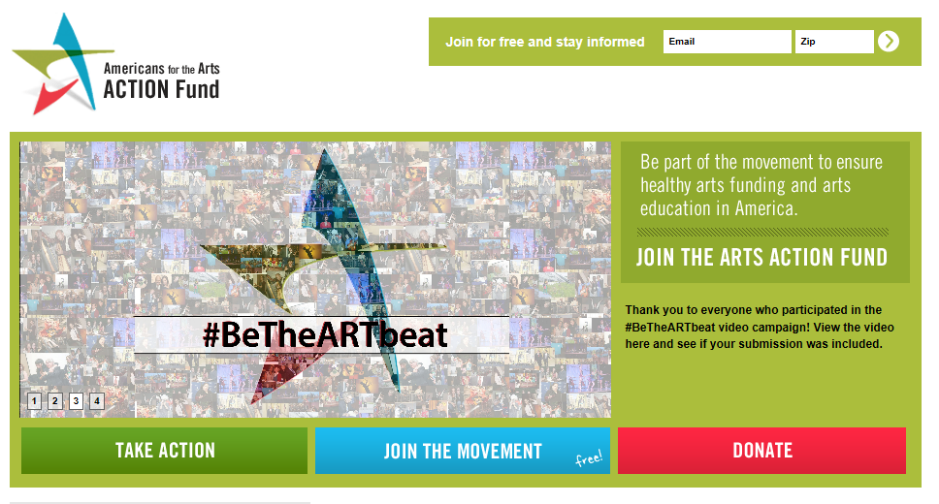 Americans for the Arts
ACTION Fund
Join for free and stay informed
Email
Zip
#BeTheARTbeat
1 2 3 4
Be part of the movement to ensure
healthy arts funding and arts
education in America.
JOIN THE ARTS ACTION FUND
Thank you to everyone who participated in the
#BeTheARTbeat video campaign! View the video
here and see if your submission was included.
TAKE ACTION
JOIN THE MOVEMENT
free!
DONATE